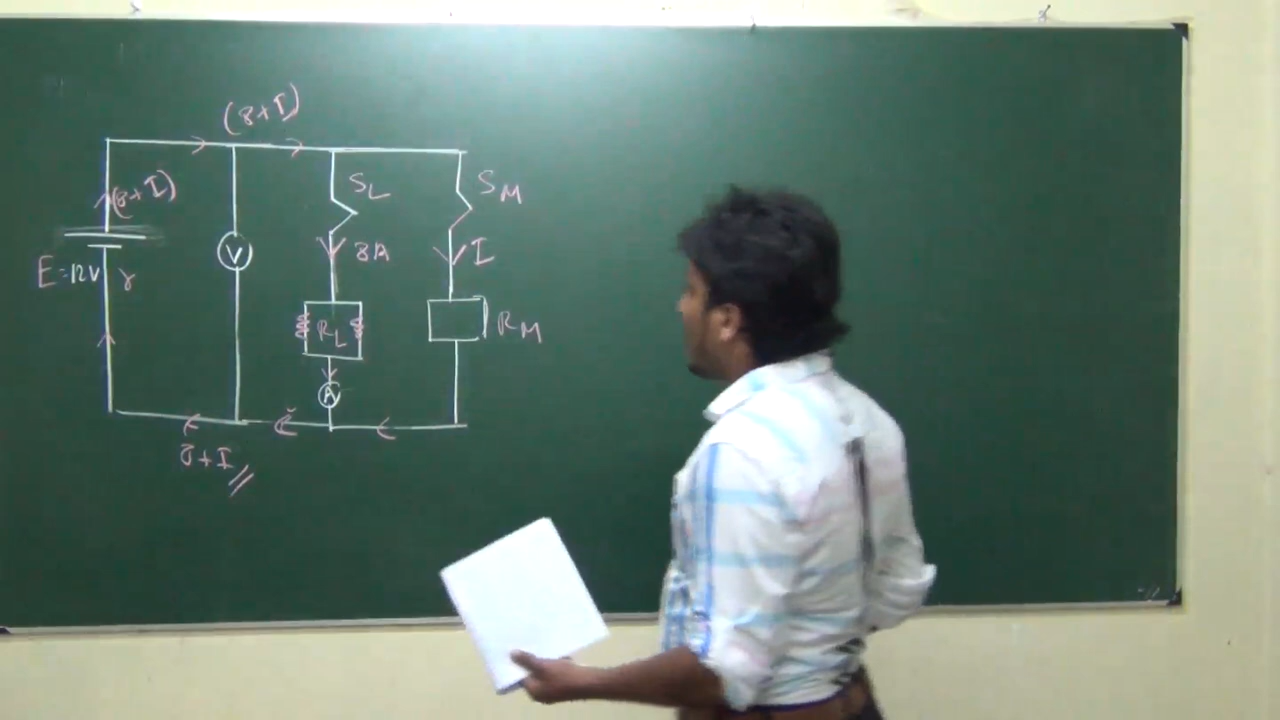 (8+I)
(8+I)
S_L
S_M
V
8A
I
E=12V r
R_L
R_M
A
8+I